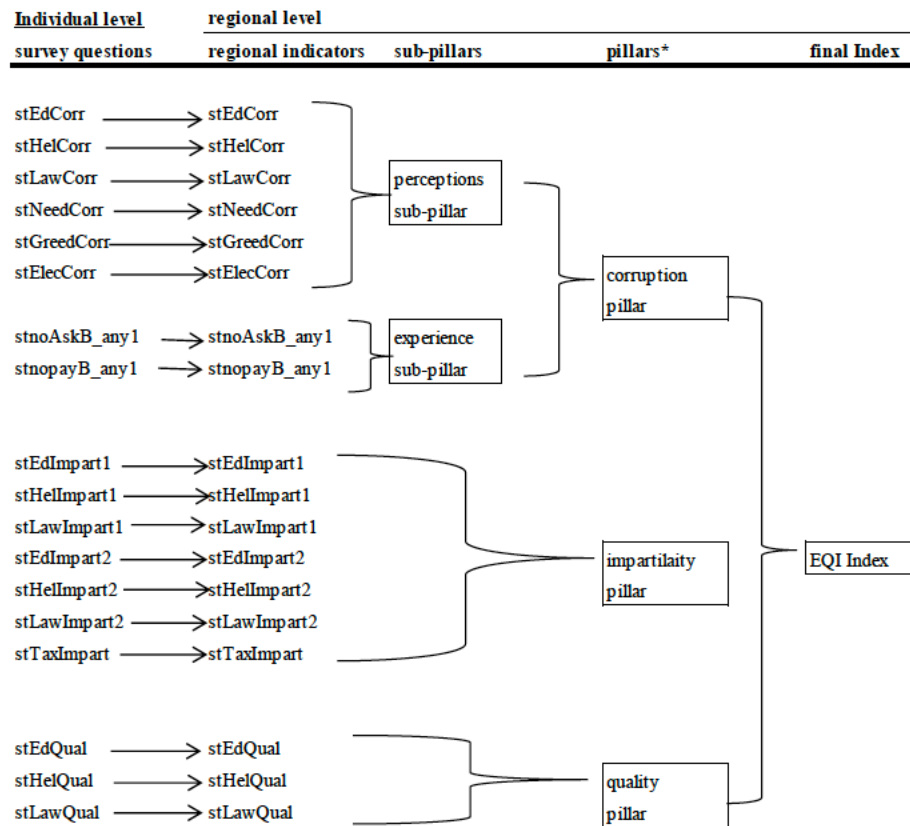 Individual level regional level
survey questions regional indicators sub-pillars pillars* final Index
stEdCorr stEdCorr
stHelCorr stHelCorr
stLawCorr stLawCorr perceptions
stNeedCorr stNeedCorr sub-pillar
stGreedCorr stGreedCorr
stElecCorr stElecCorr corruption
pillar
stnoAskB_any1 stnoAskB_any1 experience
stnopayB_any1 stnopayB_any1 sub-pillar
stEdImpart1 stEdImpart1
stHelImpart1 stHelImpart1
stLawImpart1 stLawImpart1
stEdImpart2 stEdImpart2 impartilaity EQI Index
stHelImpart2 stHelImpart2 pillar
stLawImpart2 stLawImpart2
stTaxImpart stTaxImpart
stEdQual stEdQual
stHelQual stHelQual quality
stLawQual stLawQual pillar